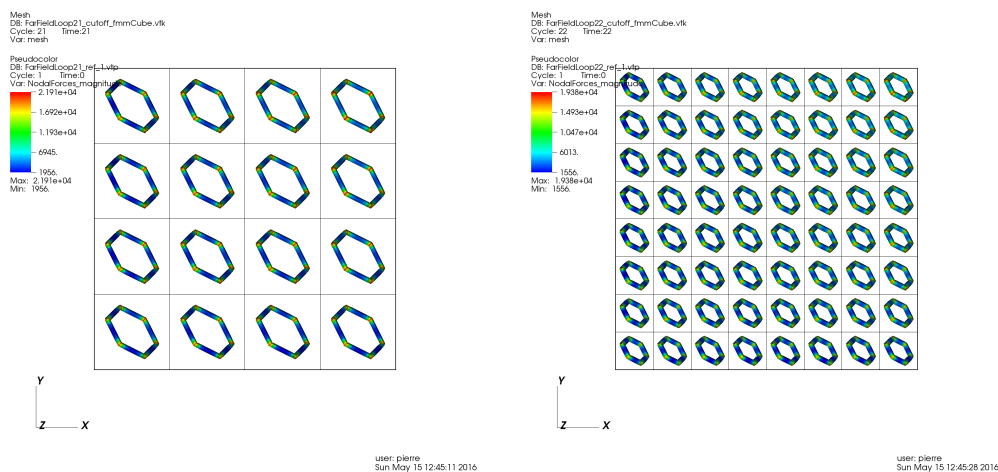 Mesh
DB: FarFieldLoop21_cutoff_fmmCube.vtk
Cycle: 21 Time:21
Var: mesh
Pseudocolor
DB: FarFieldLoop21_ref_1.vtp
Cycle: 1 Time:0
Var: NodalForces_magnitude
2.191e+04
1.692e+04
1.193e+04
6945.
1956.
Max: 2.191e+04
Min: 1956.
Y
Z X
user: pierre
Sun May 15 12:45:11 2016
Mesh
DB: FarFieldLoop22_cutoff_fmmCube.vtk
Cycle: 22 Time:22
Var: mesh
Pseudocolor
DB: FarFieldLoop22_ref_1.vtp
Cycle: 1 Time:0
Var: NodalForces_magnitude
1.938e+04
1.493e+04
1.047e+04
6013.
1556.
Max: 1.938e+04
Min: 1556.
Y
Z X
user: pierre
Sun May 15 12:45:28 2016